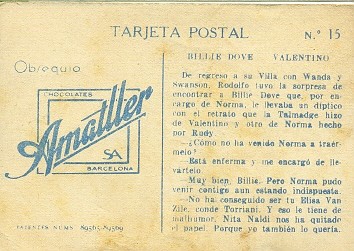 TARJETA POSTAL
N.º 15
Obsequio
CHOCOLATES
Amatller
SA
BARCELONA
PATENTES NÚMS. 89565-89569
BILLIE DOVE VALENTINO
De regreso a su Villa con Wanda y
Swanson, Rodolfo tuvo la sorpresa de
encontrar a Billie Dove que, por en-
cargo de Norma, le llevaba un díptico
con el retrato que la Talmadge hizo
de Valentino y otro de Norma hecho
por Rudy.
—¿Cómo no ha venido Norma a traér-
melo?
—Está enferma y me encargó de lle-
vártelo.
—Muy bien, Billie. Pero Norma pudo
venir contigo aun estando indispuesta.
—No ha conseguido ser tu Elisa Van
Zile, conde Torriani. Y eso le tiene de
malhumor. Nita Naldi nos ha quitado
el papel. Porque yo también lo quería.